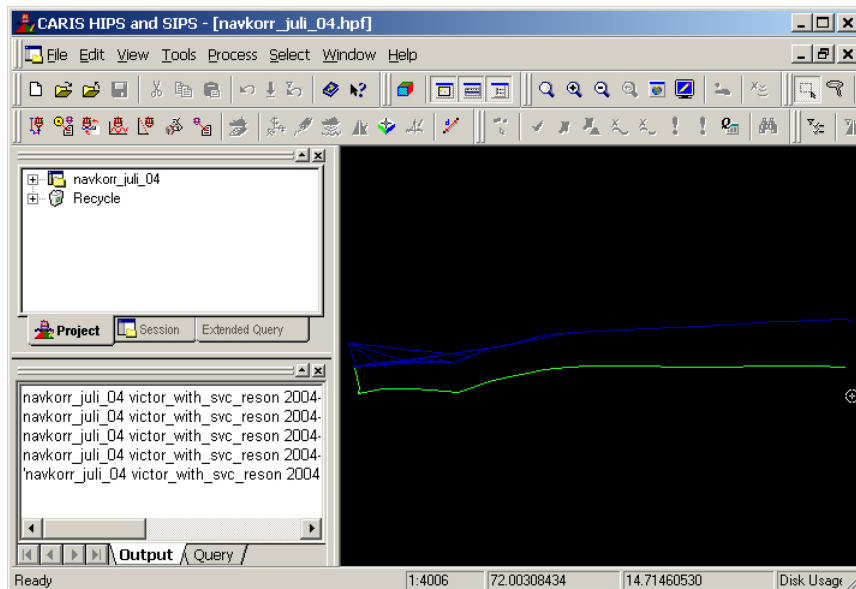 CARIS HIPS and SIPS - [navkorr_juli_04.hpf]
File Edit View Tools Process Select Window Help
navkorr_juli_04
Recycle
Project Session Extended Query
navkorr_juli_04 victor_with_svc_reson 2004-
navkorr_juli_04 victor_with_svc_reson 2004-
navkorr_juli_04 victor_with_svc_reson 2004-
navkorr_juli_04 victor_with_svc_reson 2004-
'navkorr_juli_04 victor_with_svc_reson 2004
Output Query
Ready 1:4006 72.00308434 14.71460530 Disk Usage